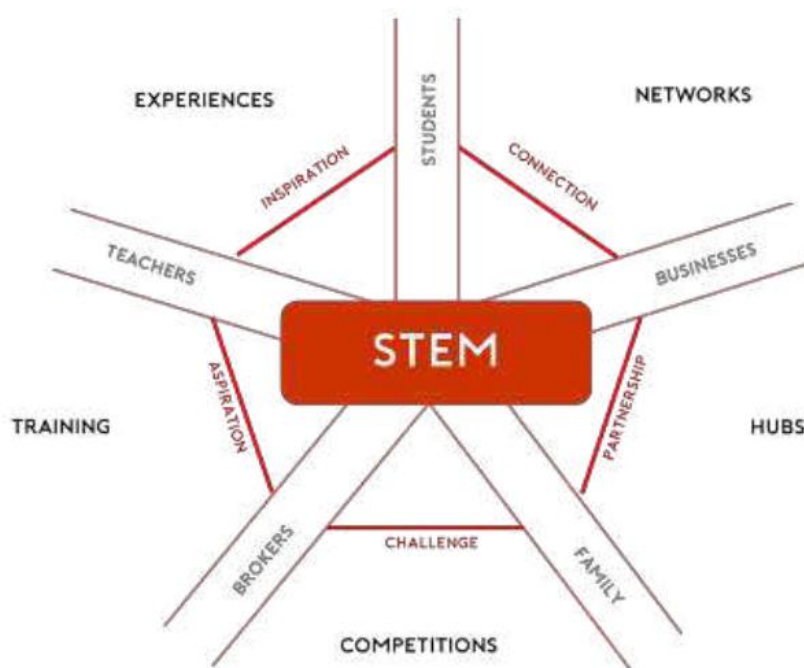 EXPERIENCES
NETWORKS
STUDENTS
INSPIRATION
CONNECTION
TEACHERS
BUSINESSES
STEM
ASPIRATION
PARTNERSHIP
TRAINING
HUBS
BROKERS
CHALLENGE
FAMILY
COMPETITIONS